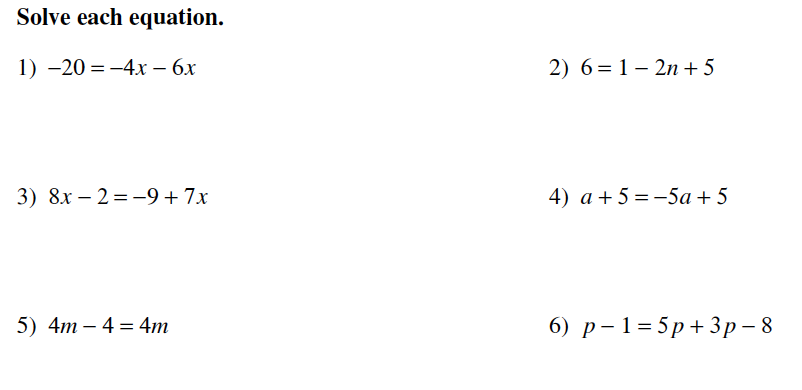 Solve each equation.
1) −20 = −4x − 6x
2) 6 = 1 − 2n + 5
3) 8x − 2 = −9 + 7x
4) a + 5 = −5a + 5
5) 4m − 4 = 4m
6) p − 1 = 5p + 3p − 8